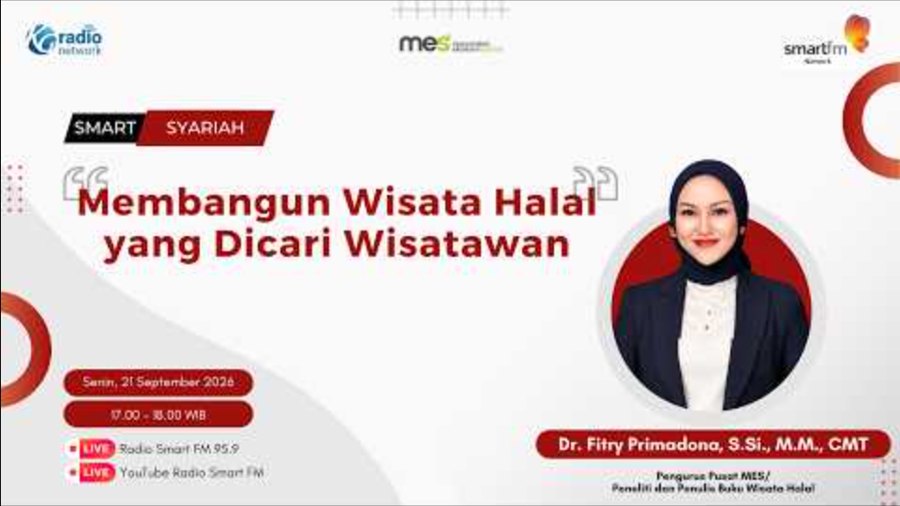 radio
network
mes
smartfm
Network
SMART SYARIAH
Membangun Wisata Halal
yang Dicari Wisatawan
Senin, 21 September 2026
17.00 - 18.00 WIB
LIVE Radio Smart FM 95.9
LIVE YouTube Radio Smart FM
Dr. Fitry Primadona, S.Si., M.M., CMT
Pengurus Pusat MES/
Peneliti dan Penulis Buku Wisata Halal